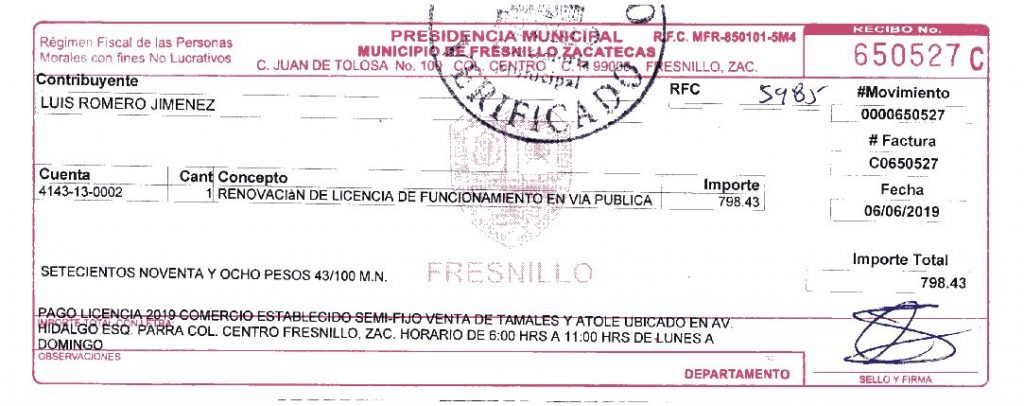 Régimen Fiscal de las Personas
Morales con fines No Lucrativos
PRESIDENCIA MUNICIPAL R.F.C. MFR-850101-5M4
MUNICIPIO DE FRESNILLO ZACATECAS
C. JUAN DE TOLOSA No. 100 COL. CENTRO C. FRESNILLO, ZAC.
VERIFICADO
RECIBO No.
650527 C
Contribuyente
LUIS ROMERO JIMENEZ
RFC 5985
#Movimiento
0000650527
# Factura
C0650527
Fecha
06/06/2019
Cuenta Cant Concepto Importe
4143-13-0002 1 RENOVACIàN DE LICENCIA DE FUNCIONAMIENTO EN VIA PUBLICA 798.43
Importe Total
798.43
SETECIENTOS NOVENTA Y OCHO PESOS 43/100 M.N.
FRESNILLO
PAGO LICENCIA 2019 COMERCIO ESTABLECIDO SEMI-FIJO VENTA DE TAMALES Y ATOLE UBICADO EN AV.
IMPORTE TOTAL CON LETRA
HIDALGO ESQ. PARRA COL. CENTRO FRESNILLO, ZAC. HORARIO DE 6:00 HRS A 11:00 HRS DE LUNES A
DOMINGO
OBSERVACIONES
DEPARTAMENTO
SELLO Y FIRMA